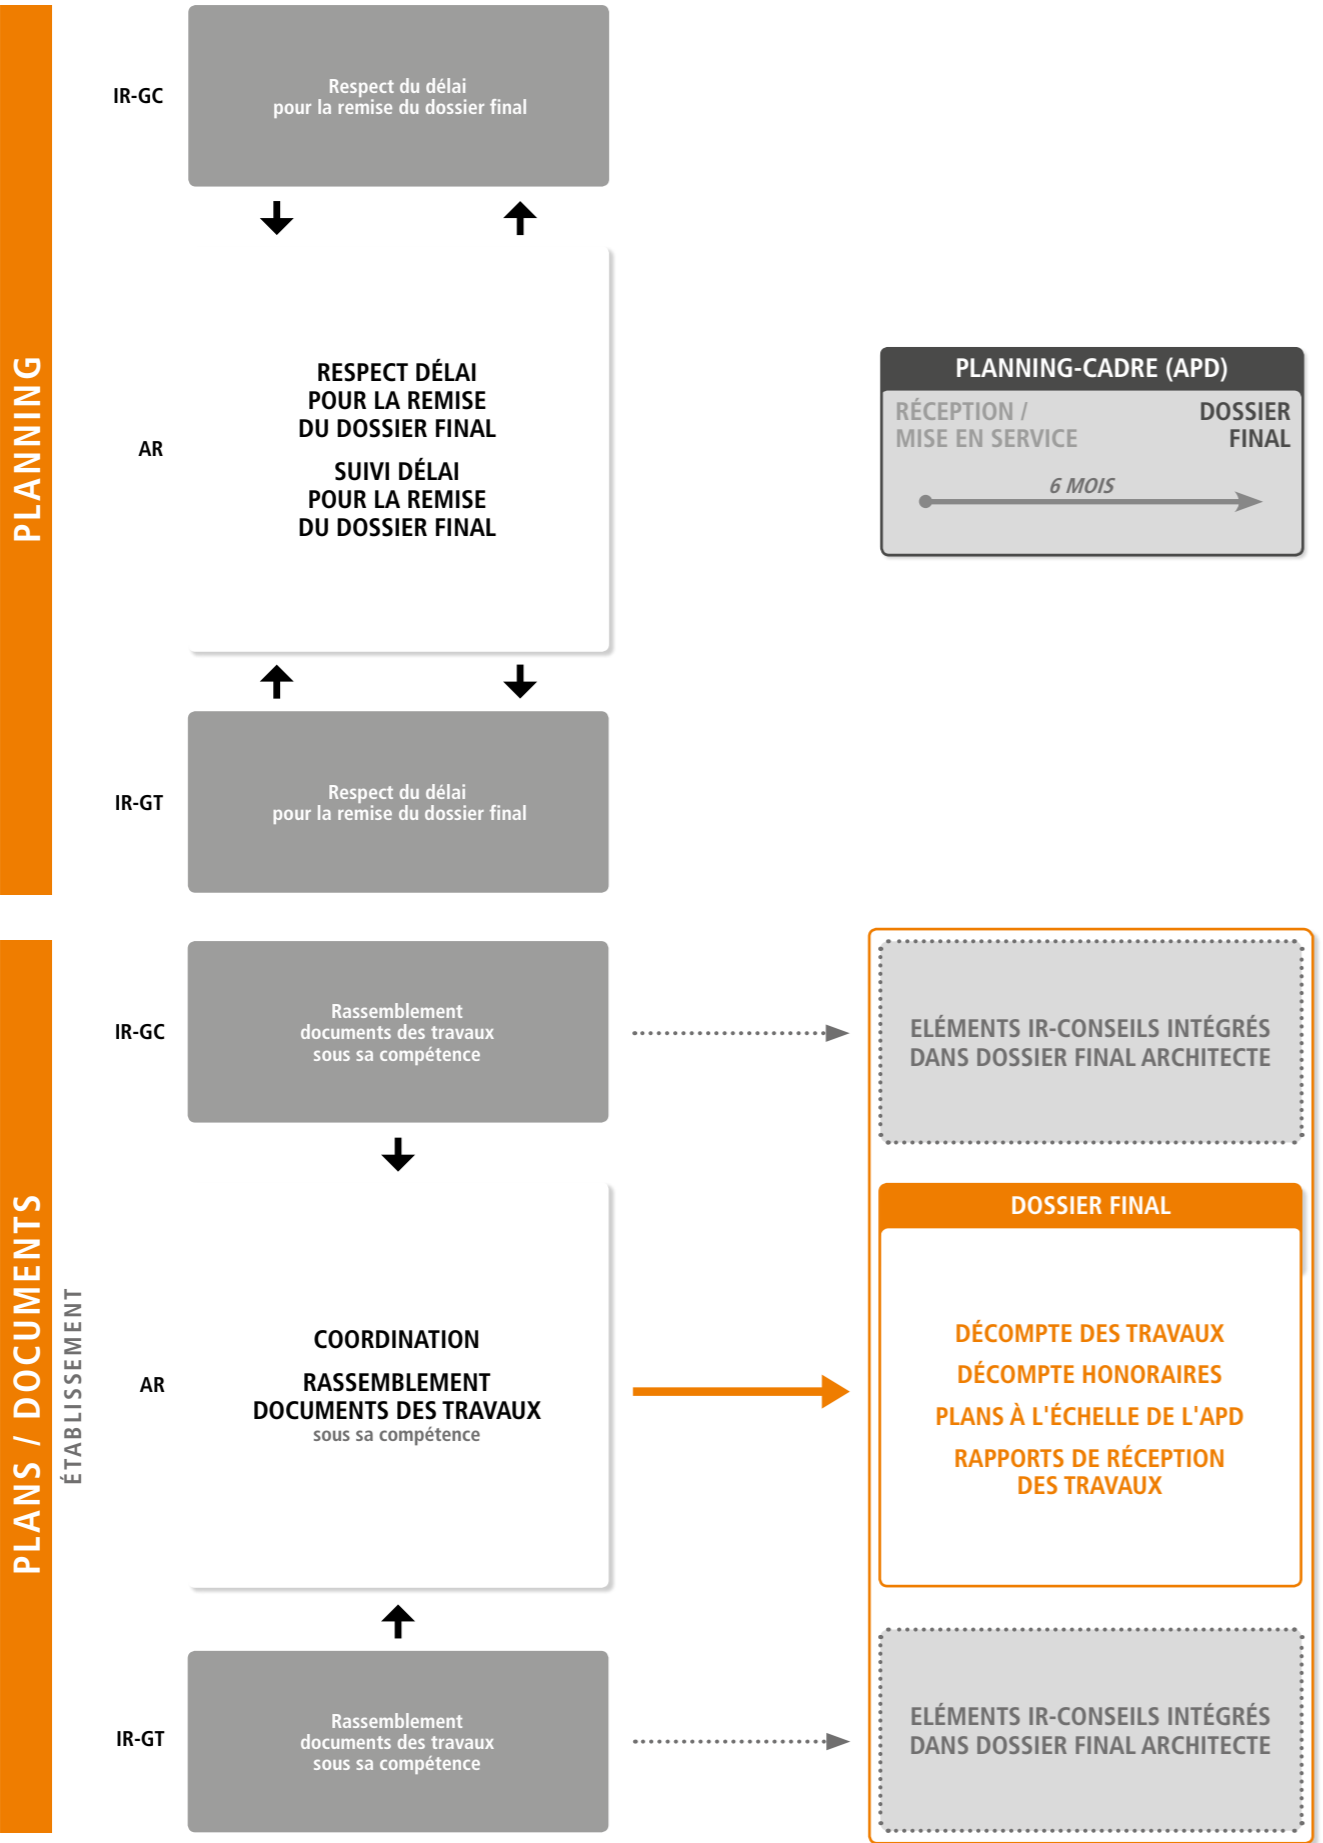 PLANNING
IR-GC
Respect du délai
pour la remise du dossier final
AR
RESPECT DÉLAI
POUR LA REMISE
DU DOSSIER FINAL
SUIVI DÉLAI
POUR LA REMISE
DU DOSSIER FINAL
PLANNING-CADRE (APD)
RÉCEPTION /
MISE EN SERVICE
DOSSIER
FINAL
6 MOIS
IR-GT
Respect du délai
pour la remise du dossier final
PLANS / DOCUMENTS
ÉTABLISSEMENT
IR-GC
Rassemblement
documents des travaux
sous sa compétence
ELÉMENTS IR-CONSEILS INTÉGRÉS
DANS DOSSIER FINAL ARCHITECTE
AR
COORDINATION
RASSEMBLEMENT
DOCUMENTS DES TRAVAUX
sous sa compétence
DOSSIER FINAL
DÉCOMPTE DES TRAVAUX
DÉCOMPTE HONORAIRES
PLANS À L'ÉCHELLE DE L'APD
RAPPORTS DE RÉCEPTION
DES TRAVAUX
IR-GT
Rassemblement
documents des travaux
sous sa compétence
ELÉMENTS IR-CONSEILS INTÉGRÉS
DANS DOSSIER FINAL ARCHITECTE